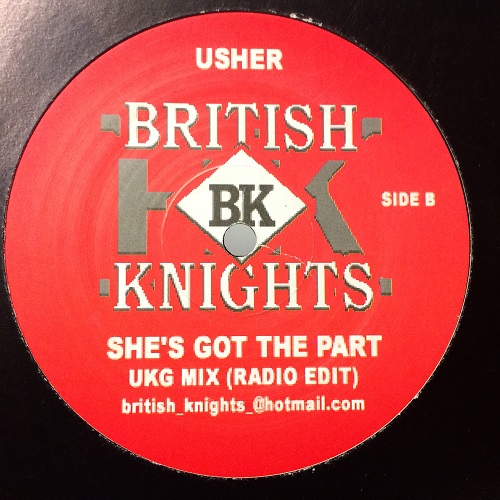 USHER
BRITISH
BK
SIDE B
KNIGHTS
SHE'S GOT THE PART
UKG MIX (RADIO EDIT)
british_knights_@hotmail.com